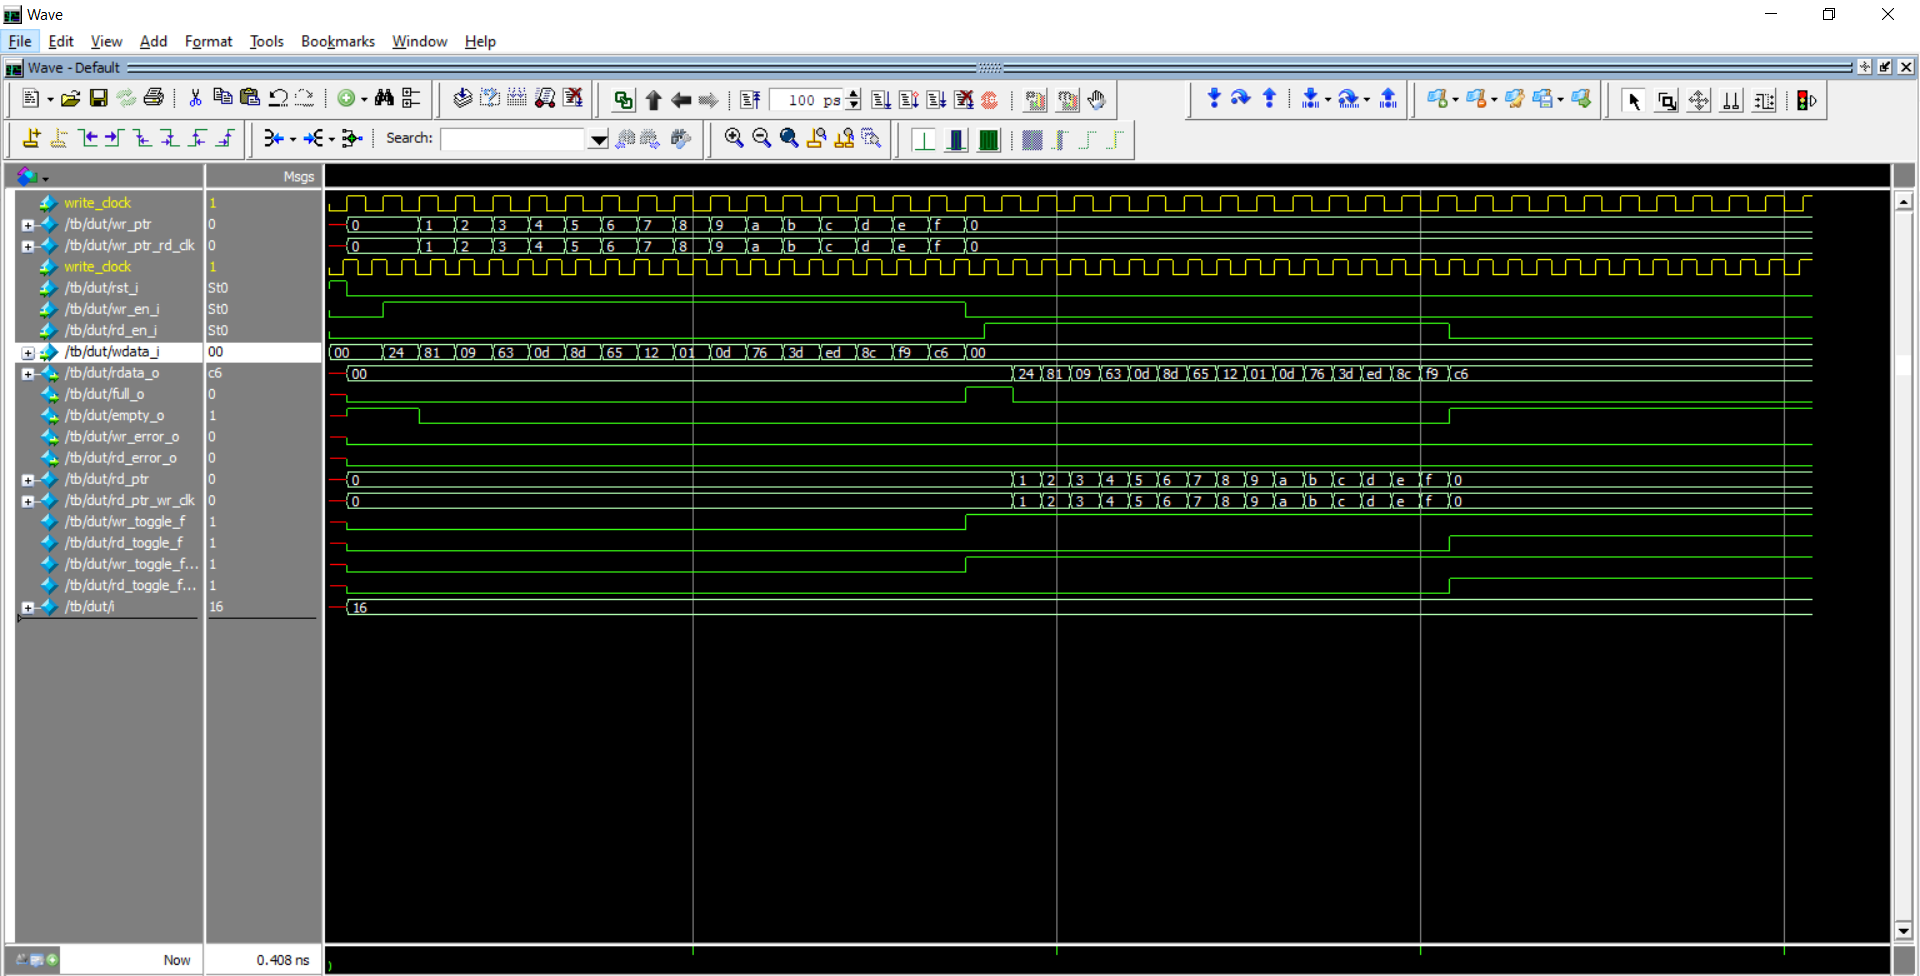 Wave
File Edit View Add Format Tools Bookmarks Window Help
Wave - Default
100 ps
Search:
Msgs
write_clock 1
/tb/dut/wr_ptr 0 0 1 2 3 4 5 6 7 8 9 a b c d e f 0
/tb/dut/wr_ptr_rd_clk 0 0 1 2 3 4 5 6 7 8 9 a b c d e f 0
write_clock 1
/tb/dut/rst_i St0
/tb/dut/wr_en_i St0
/tb/dut/rd_en_i St0
/tb/dut/wdata_i 00 00 24 81 09 63 0d 8d 65 12 01 0d 76 3d ed 8c f9 c6 00
/tb/dut/rdata_o c6 00 24 81 09 63 0d 8d 65 12 01 0d 76 3d ed 8c f9 c6
/tb/dut/full_o 0
/tb/dut/empty_o 1
/tb/dut/wr_error_o 0
/tb/dut/rd_error_o 0
/tb/dut/rd_ptr 0 0 1 2 3 4 5 6 7 8 9 a b c d e f 0
/tb/dut/rd_ptr_wr_clk 0 0 1 2 3 4 5 6 7 8 9 a b c d e f 0
/tb/dut/wr_toggle_f 1
/tb/dut/rd_toggle_f 1
/tb/dut/wr_toggle_f... 1
/tb/dut/rd_toggle_f... 1
/tb/dut/i 16 16
Now 0.408 ns